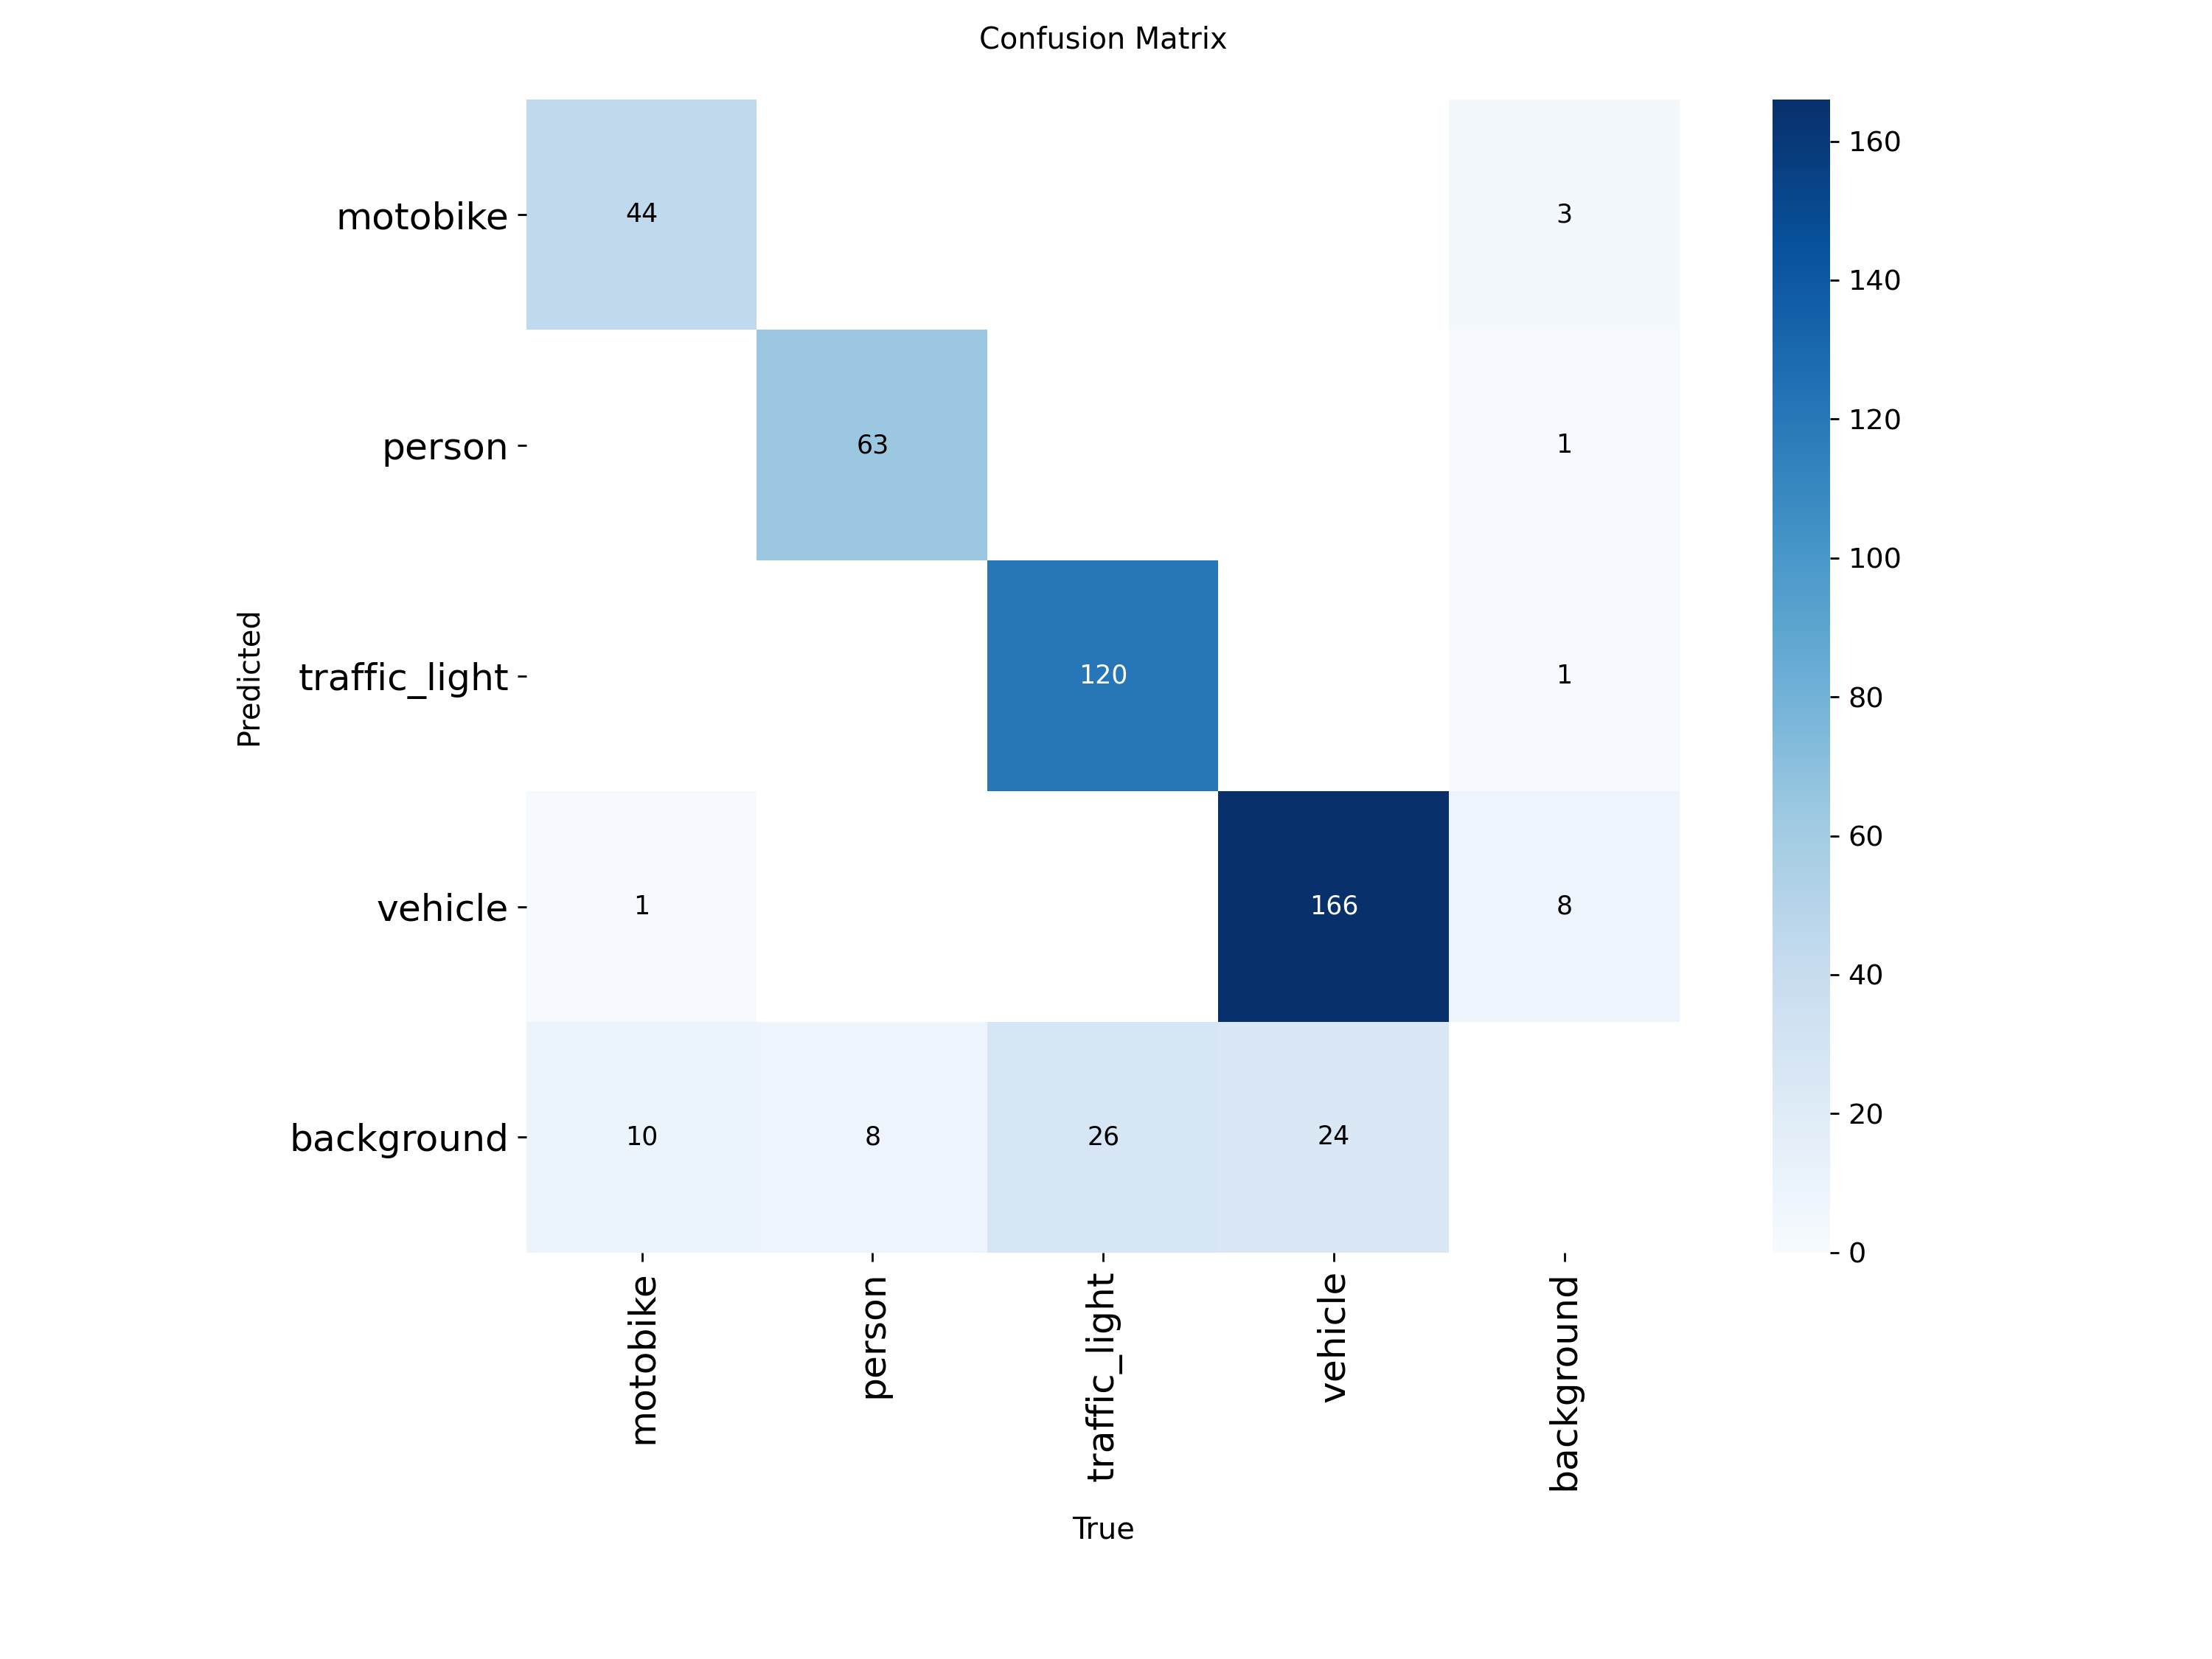 Confusion Matrix
motobike
44
3
160
140
person
63
1
120
100
Predicted
traffic_light
120
1
80
60
vehicle
1
166
8
40
background
10
8
26
24
20
0
motobike
person
traffic_light
vehicle
background
True